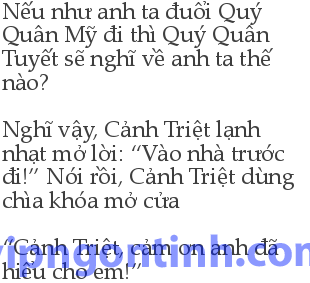 Nếu như anh ta đuổi Quý
Quân Mỹ đi thì Quý Quân
Tuyết sẽ nghĩ về anh ta thế
nào?
Nghĩ vậy, Cảnh Triệt lạnh
nhạt mở lời: “Vào nhà trước
đi!” Nói rồi, Cảnh Triệt dùng
chìa khóa mở cửa
“Cảnh Triệt, cảm ơn anh đã
hiểu cho em!”